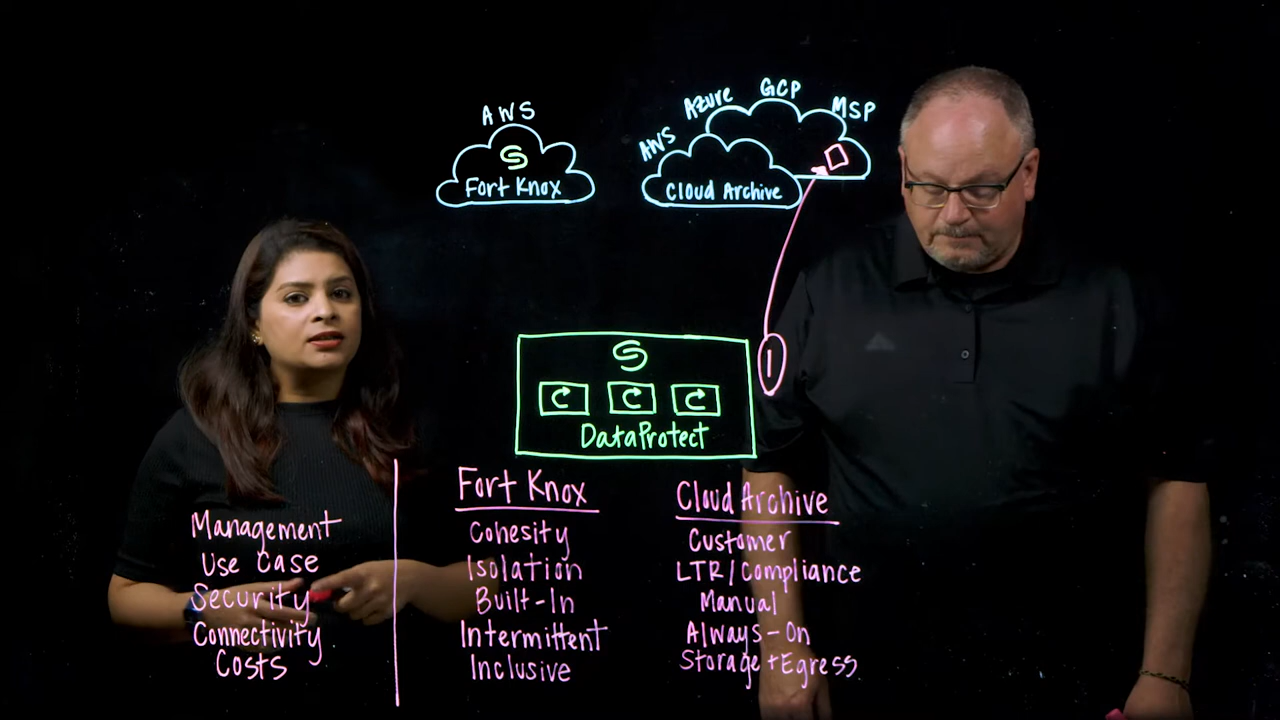 AWS
Fort Knox
AWS
Azure
GCP
MSP
Cloud Archive
1
DataProtect
Fort Knox
Cloud Archive
Management
Cohesity
Customer
Use Case
Isolation
LTR/Compliance
Security
Built-In
Manual
Connectivity
Intermittent
Always-On
Costs
Inclusive
Storage+Egress